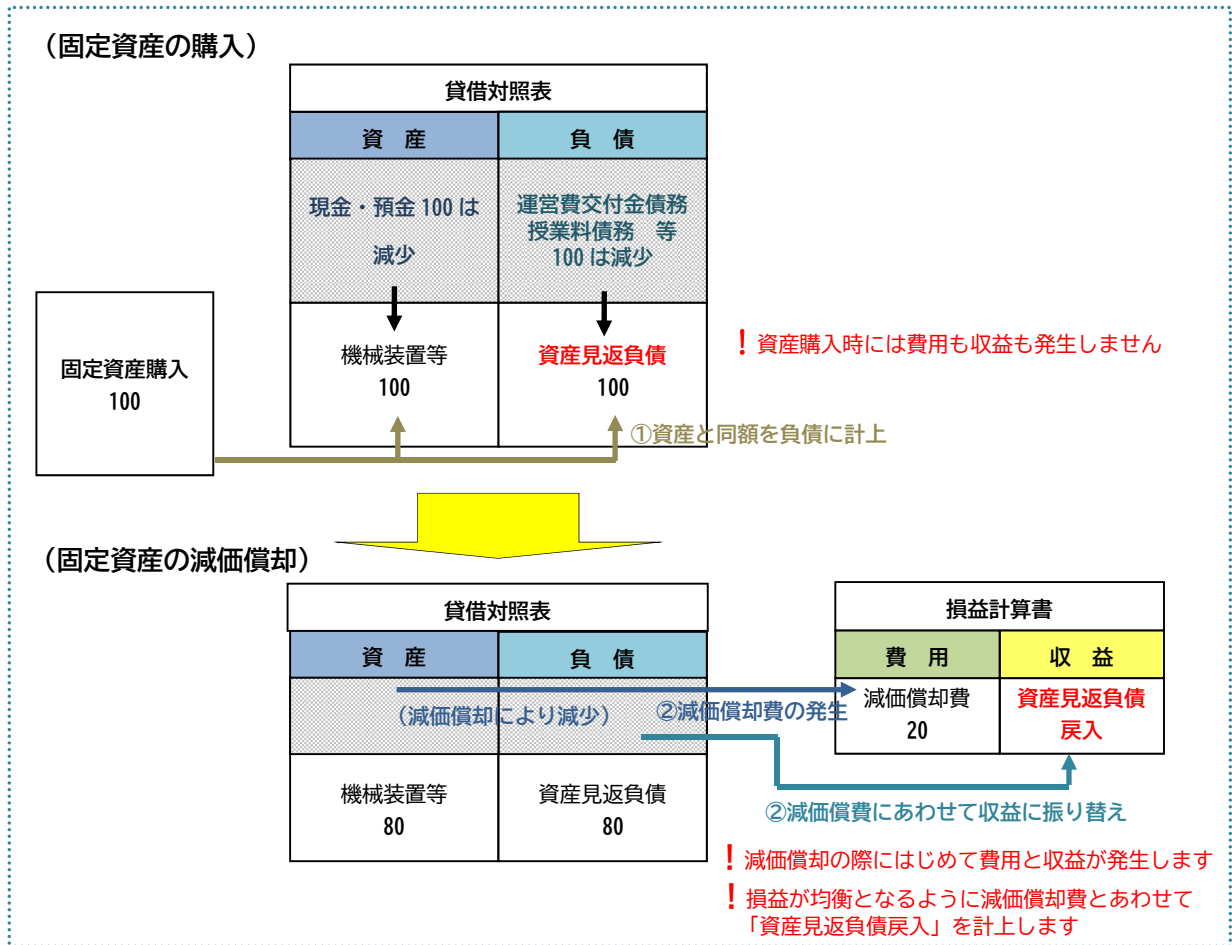 （固定資産の購入）
貸借対照表
資　産
負　債
現金・預金 100 は
減少
運営費交付金債務
授業料債務　等
100 は減少
固定資産購入
100
機械装置等
100
資産見返負債
100
！資産購入時には費用も収益も発生しません
①資産と同額を負債に計上
（固定資産の減価償却）
貸借対照表
資　産
負　債
（減価償却により減少）
②減価償却費の発生
機械装置等
80
資産見返負債
80
損益計算書
費　用
収　益
減価償却費
20
資産見返負債
戻入
②減価償費にあわせて収益に振り替え
！減価償却の際にはじめて費用と収益が発生します
！損益が均衡となるように減価償却費とあわせて
「資産見返負債戻入」を計上します